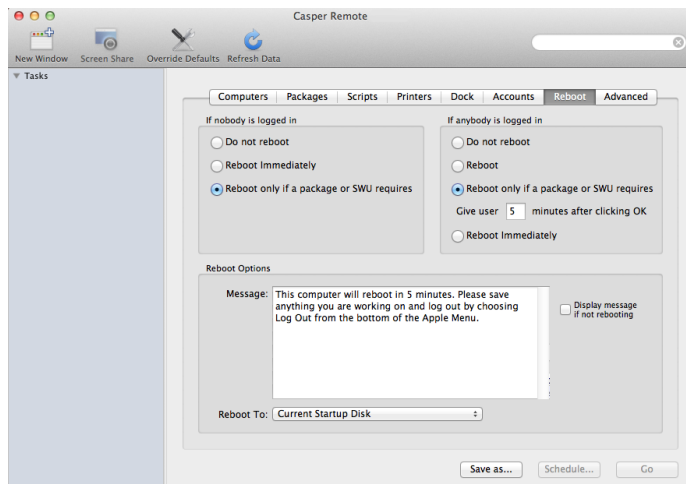 Casper Remote
New Window Screen Share Override Defaults Refresh Data
Tasks
Computers Packages Scripts Printers Dock Accounts Reboot Advanced
If nobody is logged in
Do not reboot
Reboot Immediately
Reboot only if a package or SWU requires
If anybody is logged in
Do not reboot
Reboot
Reboot only if a package or SWU requires
Give user 5 minutes after clicking OK
Reboot Immediately
Reboot Options
Message: This computer will reboot in 5 minutes. Please save
anything you are working on and log out by choosing
Log Out from the bottom of the Apple Menu.
Display message
if not rebooting
Reboot To: Current Startup Disk
Save as... Schedule... Go